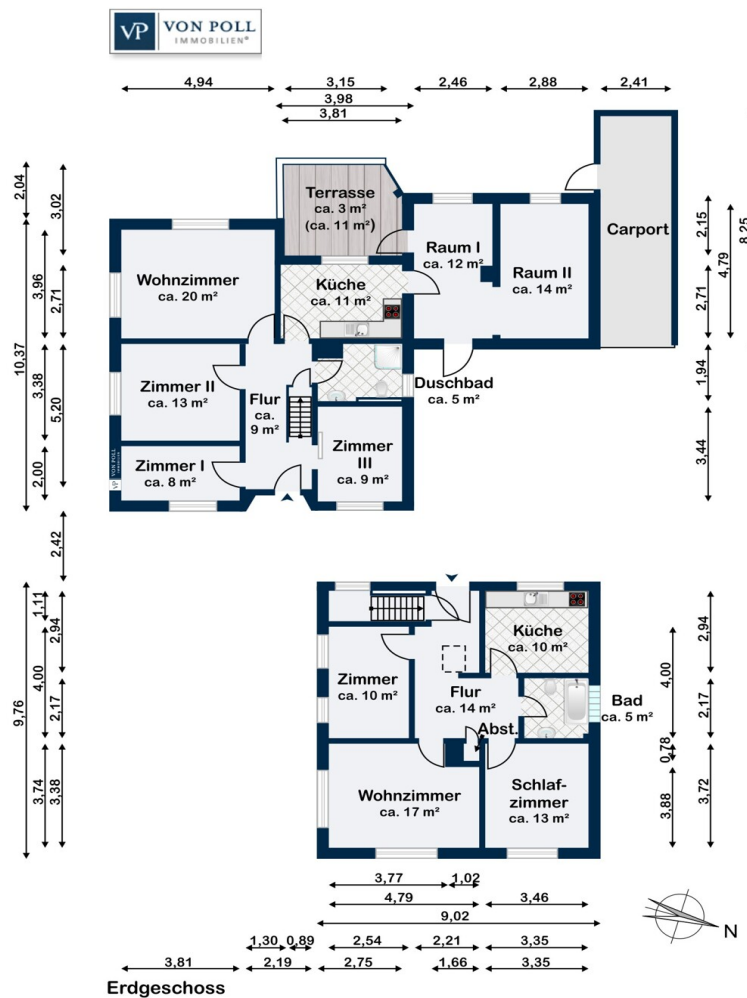 VP VON POLL
IMMOBILIEN®
4,94
3,15
2,46
2,88
2,41
3,98
3,81
2,04
3,02
Terrasse
ca. 3 m²
(ca. 11 m²)
2,15
8,25
4,79
Carport
Raum I
ca. 12 m²
Raum II
ca. 14 m²
Wohnzimmer
ca. 20 m²
Küche
ca. 11 m²
3,96
2,71
2,71
10,37
3,38
5,20
Zimmer II
ca. 13 m²
Flur
ca.
9 m²
Duschbad
ca. 5 m²
1,94
3,44
Zimmer I
ca. 8 m²
Zimmer
III
ca. 9 m²
VP VON POLL
IMMOBILIEN
2,00
2,42
1,11
2,94
4,00
9,76
2,17
3,74
3,38
Küche
ca. 10 m²
Zimmer
ca. 10 m²
Flur
ca. 14 m²
Abst.
Bad
ca. 5 m²
2,94
4,00
2,17
0,78
3,88
3,72
Wohnzimmer
ca. 17 m²
Schlaf-
zimmer
ca. 13 m²
3,77
1,02
4,79
3,46
9,02
N
1,30
0,89
2,54
2,21
3,35
3,81
2,19
2,75
1,66
3,35
Erdgeschoss